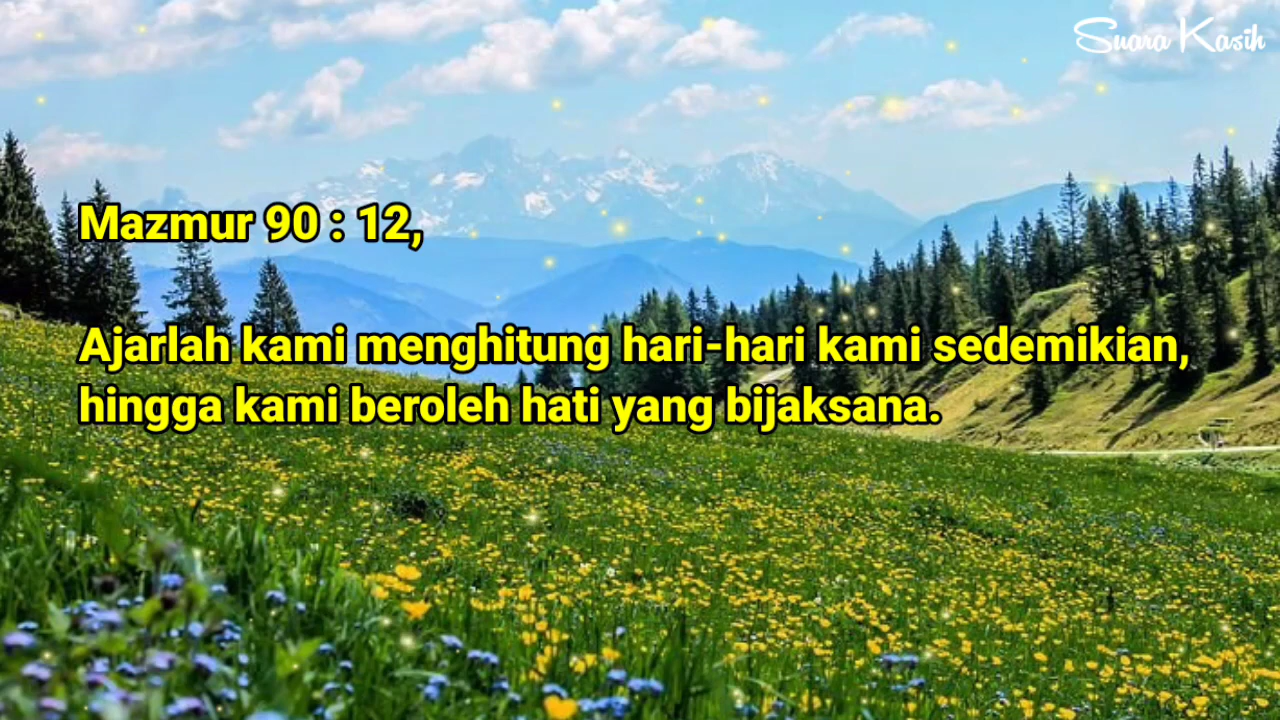 Suara Kasih
Mazmur 90 : 12,
Ajarlah kami menghitung hari-hari kami sedemikian,
hingga kami beroleh hati yang bijaksana.